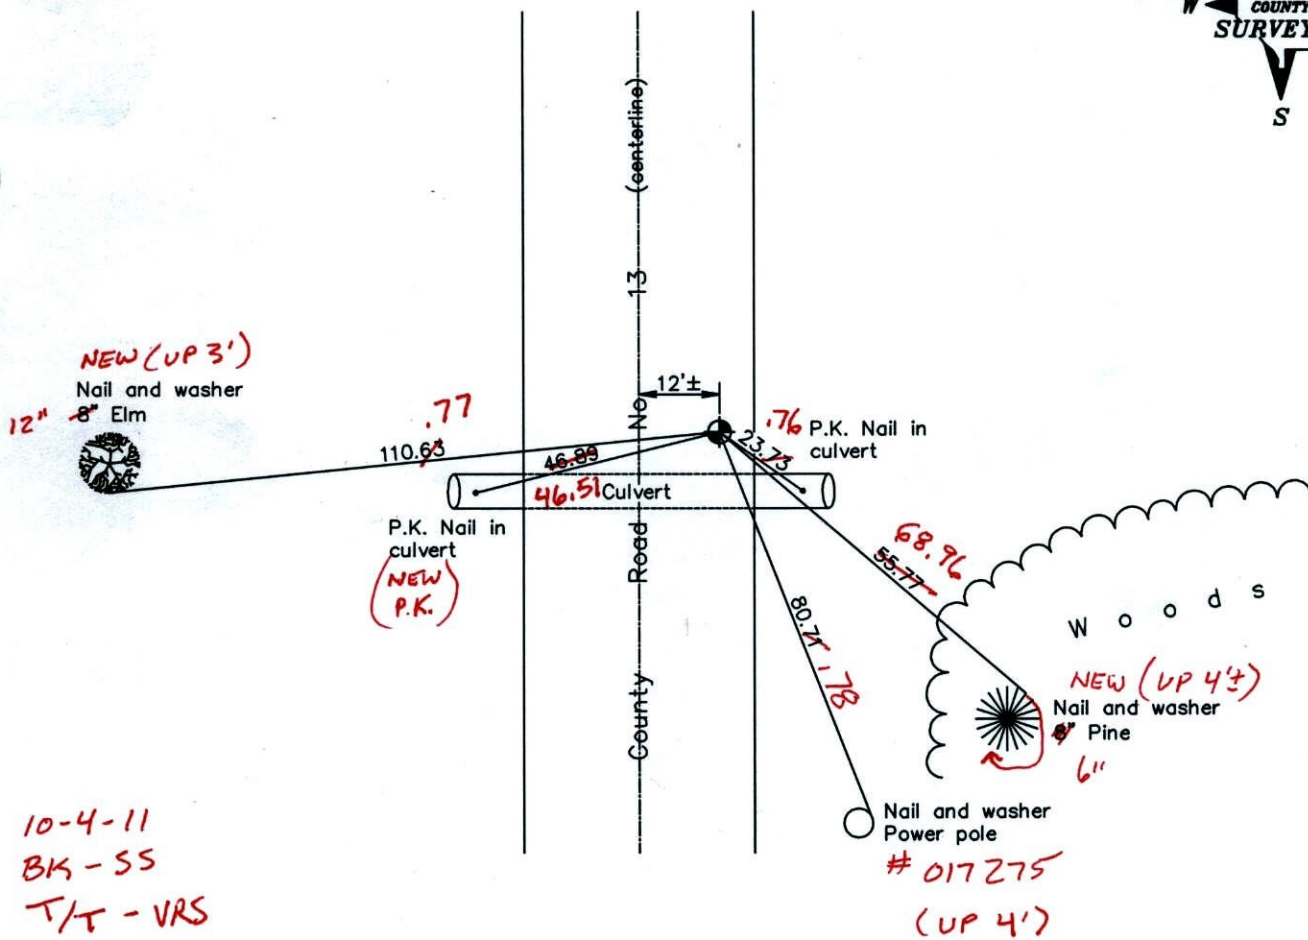 W
COUNTY
SURVEY
S
(centerline)
13
No
Road
County
12'±
NEW (UP 3')
Nail and washer
12" 8" Elm
110.63 .77
46.89
46.51
Culvert
P.K. Nail in
culvert
(NEW
P.K.)
.76
23.73
P.K. Nail in
culvert
68.96
55.77
Woods
80.71 .78
NEW (UP 4'±)
Nail and washer
8" Pine
6"
Nail and washer
Power pole
# 017275
(UP 4')
10-4-11
BK - SS
T/T - VRS